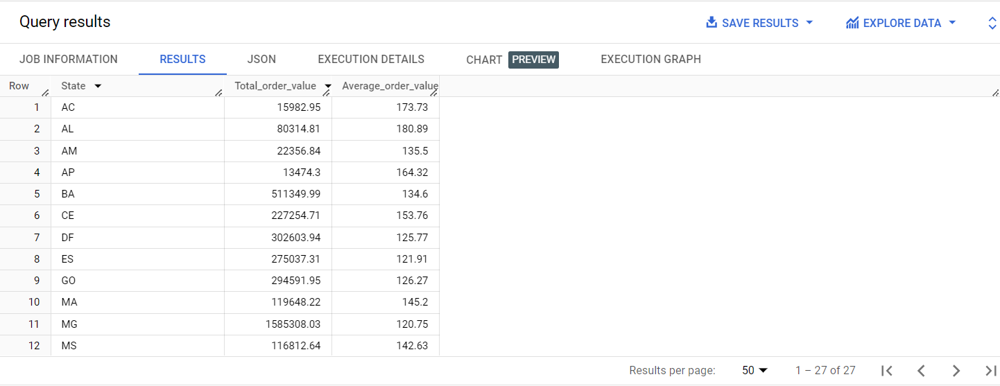 Query results SAVE RESULTS EXPLORE DATA
JOB INFORMATION RESULTS JSON EXECUTION DETAILS CHART PREVIEW EXECUTION GRAPH
Row State Total_order_value Average_order_value
1 AC 15982.95 173.73
2 AL 80314.81 180.89
3 AM 22356.84 135.5
4 AP 13474.3 164.32
5 BA 511349.99 134.6
6 CE 227254.71 153.76
7 DF 302603.94 125.77
8 ES 275037.31 121.91
9 GO 294591.95 126.27
10 MA 119648.22 145.2
11 MG 1585308.03 120.75
12 MS 116812.64 142.63
Results per page: 50 1 – 27 of 27